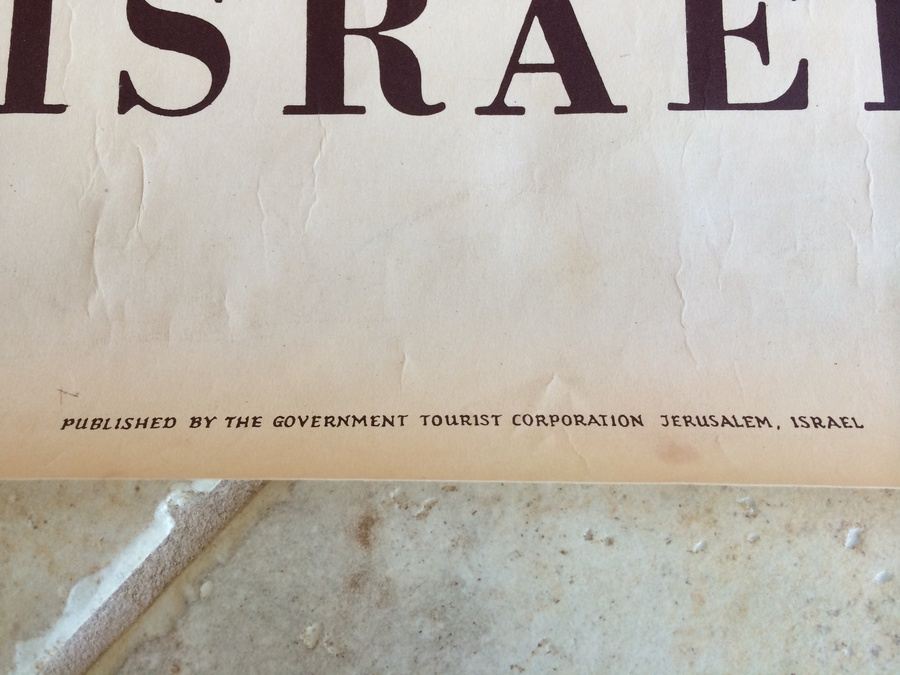 ISRAEL
PUBLISHED BY THE GOVERNMENT TOURIST CORPORATION JERUSALEM, ISRAEL